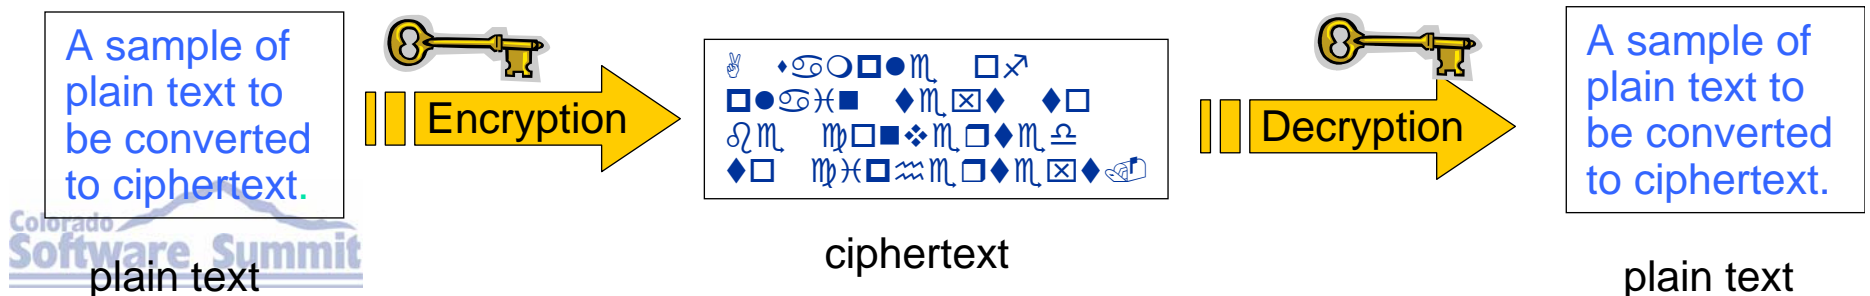 A sample of
plain text to
be converted
to ciphertext.
Colorado
Software Summit
plain text
Encryption
✌ ⬧♋❍◻●♏ □♐
◻●♋♓■ ⧫♏⌧⧫ ⧫□
♌♏ ♍□■❖♏❒⧫♏♎
⧫□ ♍♓◻♒♏❒⧫♏⌧⧫📬
ciphertext
Decryption
A sample of
plain text to
be converted
to ciphertext.
plain text